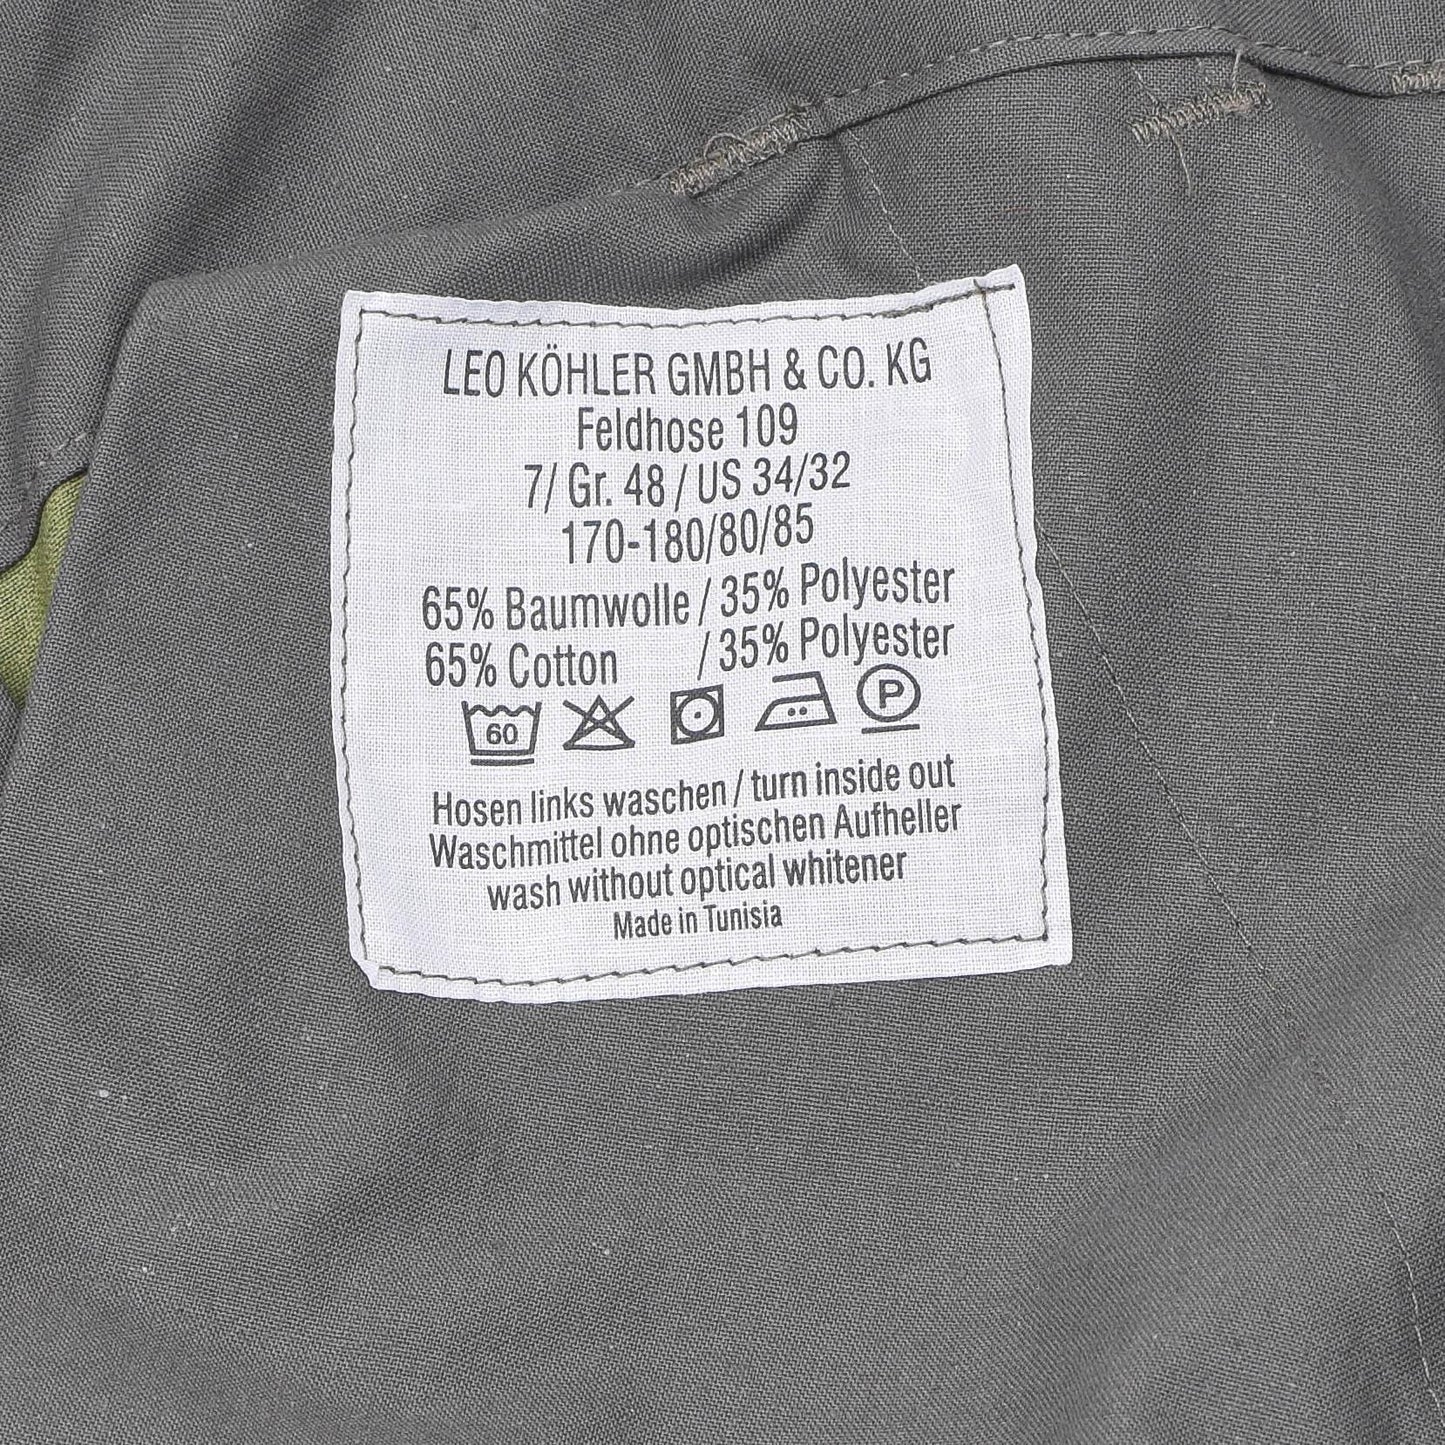 LEO KÖHLER GMBH & CO. KG
Feldhose 109
7/ Gr. 48 / US 34/32
170-180/80/85
65% Baumwolle / 35% Polyester
65% Cotton / 35% Polyester
60 P
Hosen links waschen / turn inside out
Waschmittel ohne optischen Aufheller
wash without optical whitener
Made in Tunisia